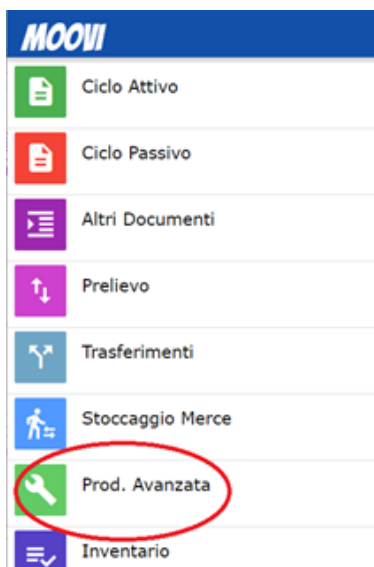 MOOVI
Ciclo Attivo
Ciclo Passivo
Altri Documenti
Prelievo
Trasferimenti
Stoccaggio Merce
Prod. Avanzata
Inventario